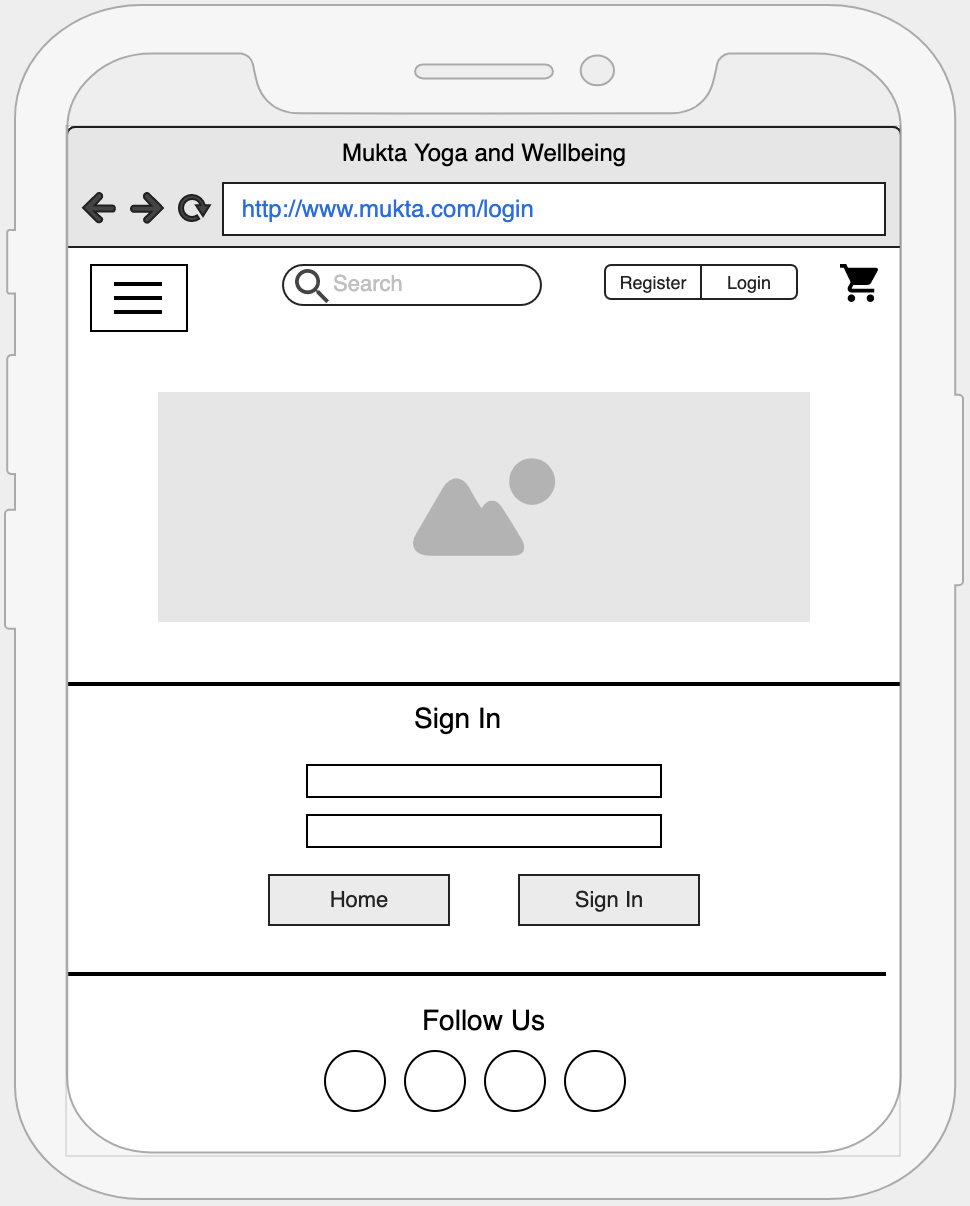 Mukta Yoga and Wellbeing
http://www.mukta.com/login
Search
Register
Login
Sign In
Home
Sign In
Follow Us